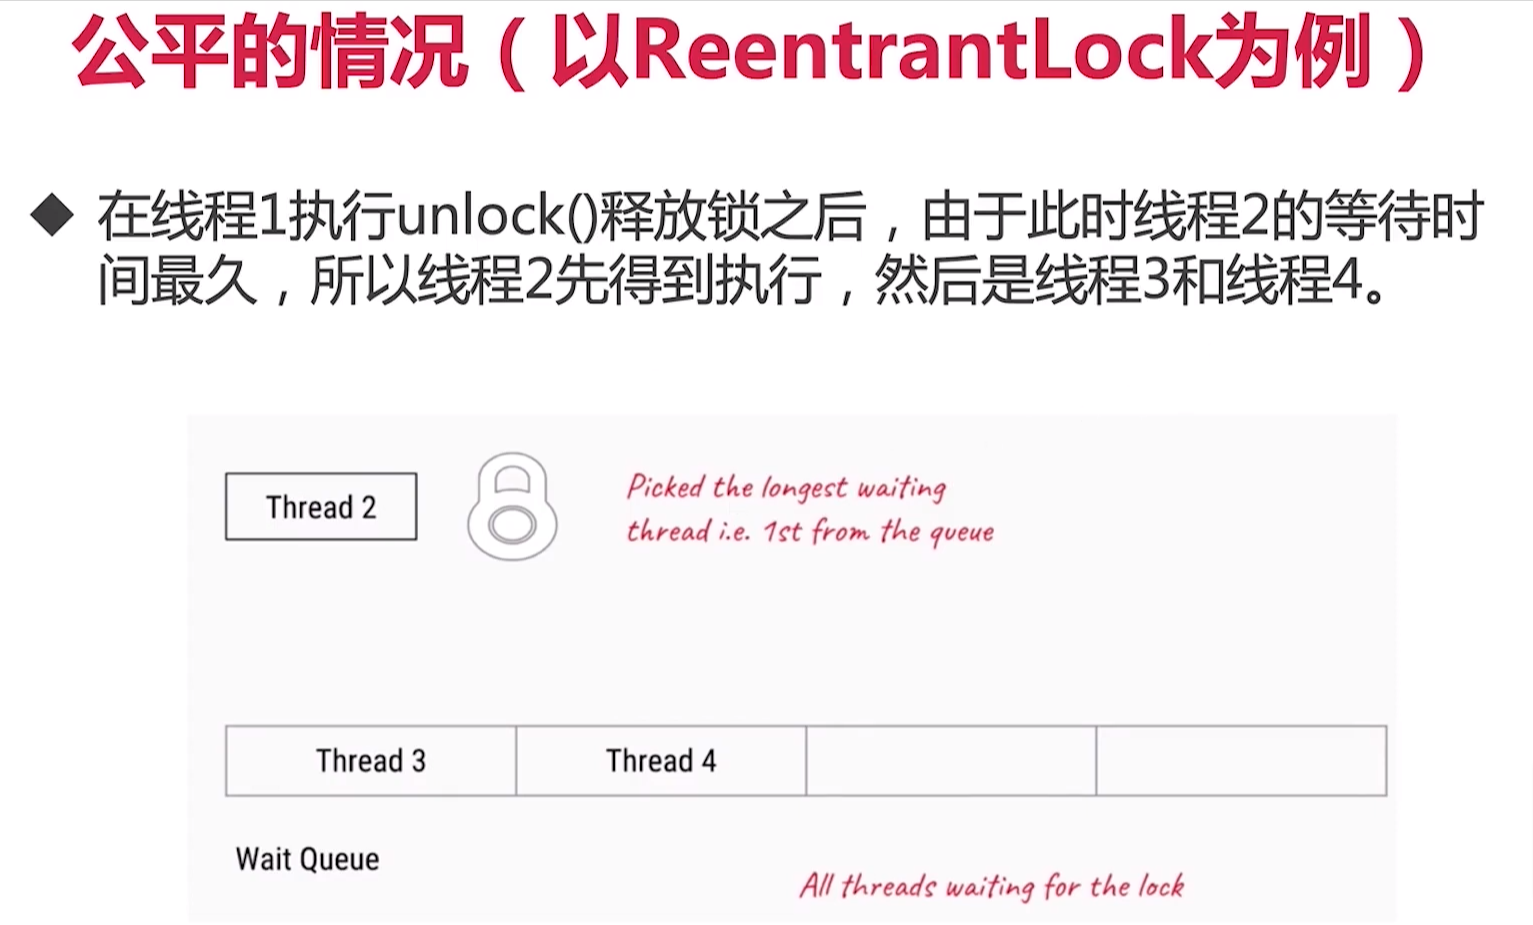 公平的情况（以ReentrantLock为例）
◆ 在线程1执行unlock()释放锁之后，由于此时线程2的等待时
间最久，所以线程2先得到执行，然后是线程3和线程4。
Thread 2
Picked the longest waiting
thread i.e. 1st from the queue
Thread 3
Thread 4
Wait Queue
All threads waiting for the lock